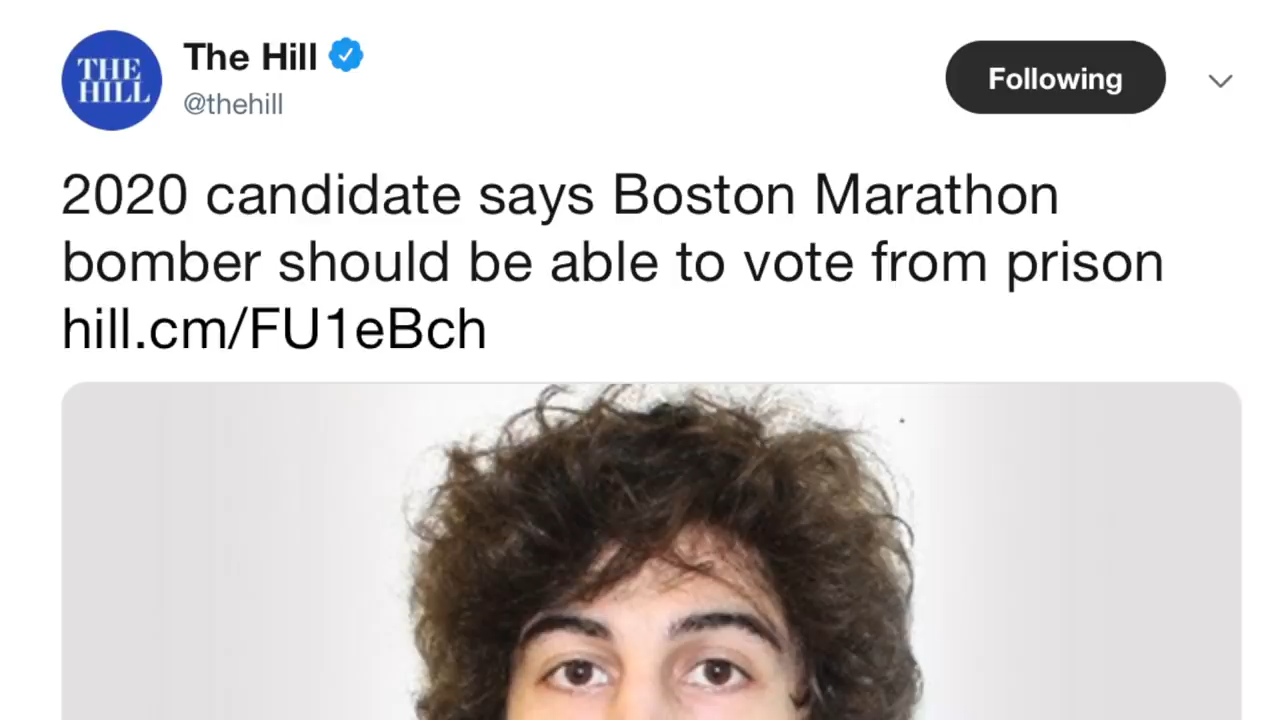 THE
HILL
The Hill
@thehill
Following
2020 candidate says Boston Marathon
bomber should be able to vote from prison
hill.cm/FU1eBch